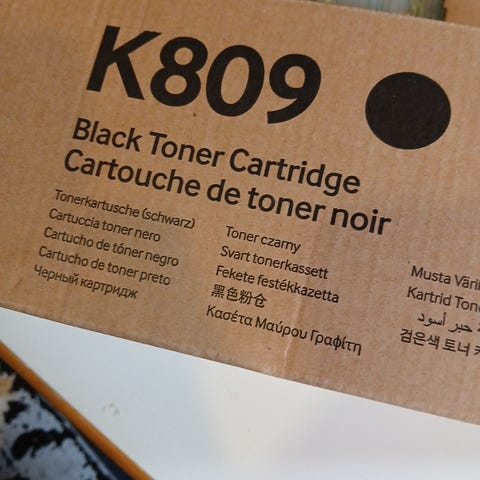 K809
Black Toner Cartridge
Cartouche de toner noir
Tonerkartusche (schwarz)
Cartuccia toner nero
Cartucho de tóner negro
Cartucho de toner preto
Черный картридж
Toner czarny
Svart tonerkassett
Fekete festékkazetta
黑色粉仓
Κασέτα Μαύρου Γραφίτη
Musta
Kartrid
حبر أسود
검은색 토너